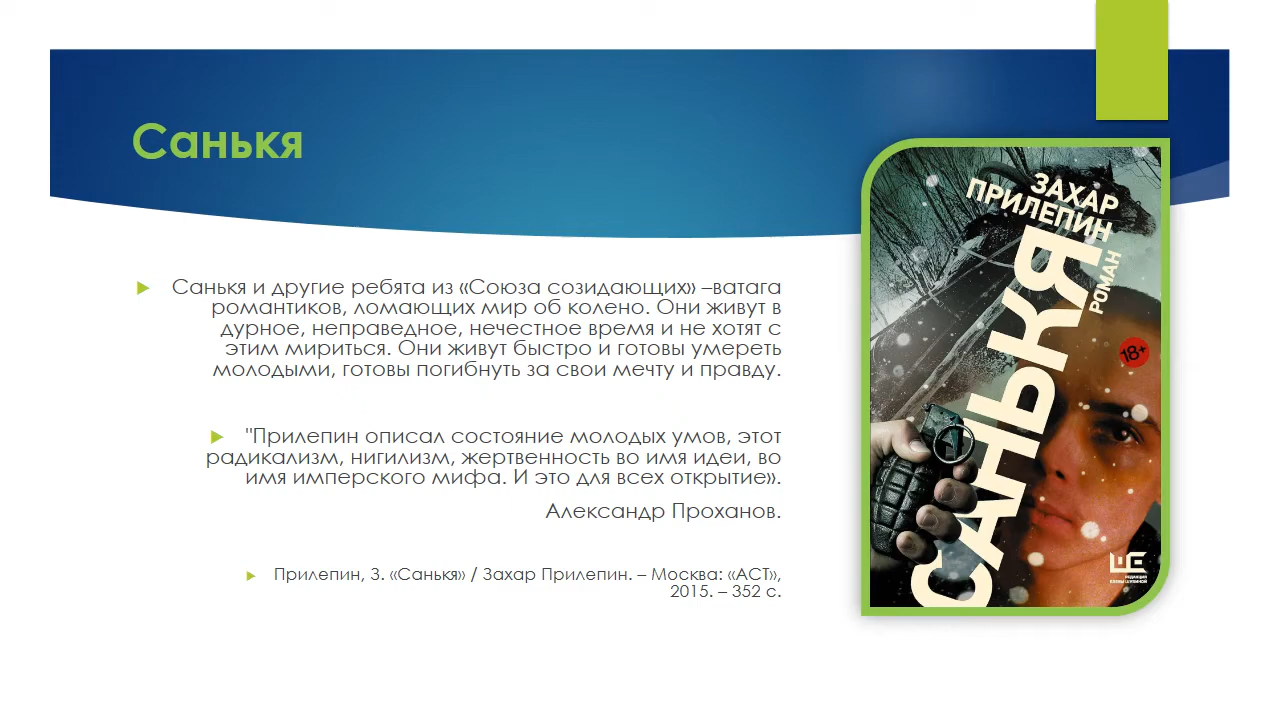 Санькя
Санькя и другие ребята из «Союза созидающих» –ватага
романтиков, ломающих мир об колено. Они живут в
дурное, неправедное, нечестное время и не хотят с
этим мириться. Они живут быстро и готовы умереть
молодыми, готовы погибнуть за свои мечту и правду.
"Прилепин описал состояние молодых умов, этот
радикализм, нигилизм, жертвенность во имя идеи, во
имя имперского мифа. И это для всех открытие».
Александр Проханов.
Прилепин, З. «Санькя» / Захар Прилепин. – Москва: «АСТ»,
2015. – 352 с.
ЗАХАР
ПРИЛЕПИН
САНЬКЯ
РОМАН
18+
РЕДАКЦИЯ
ЕЛЕНЫ ШУБИНОЙ